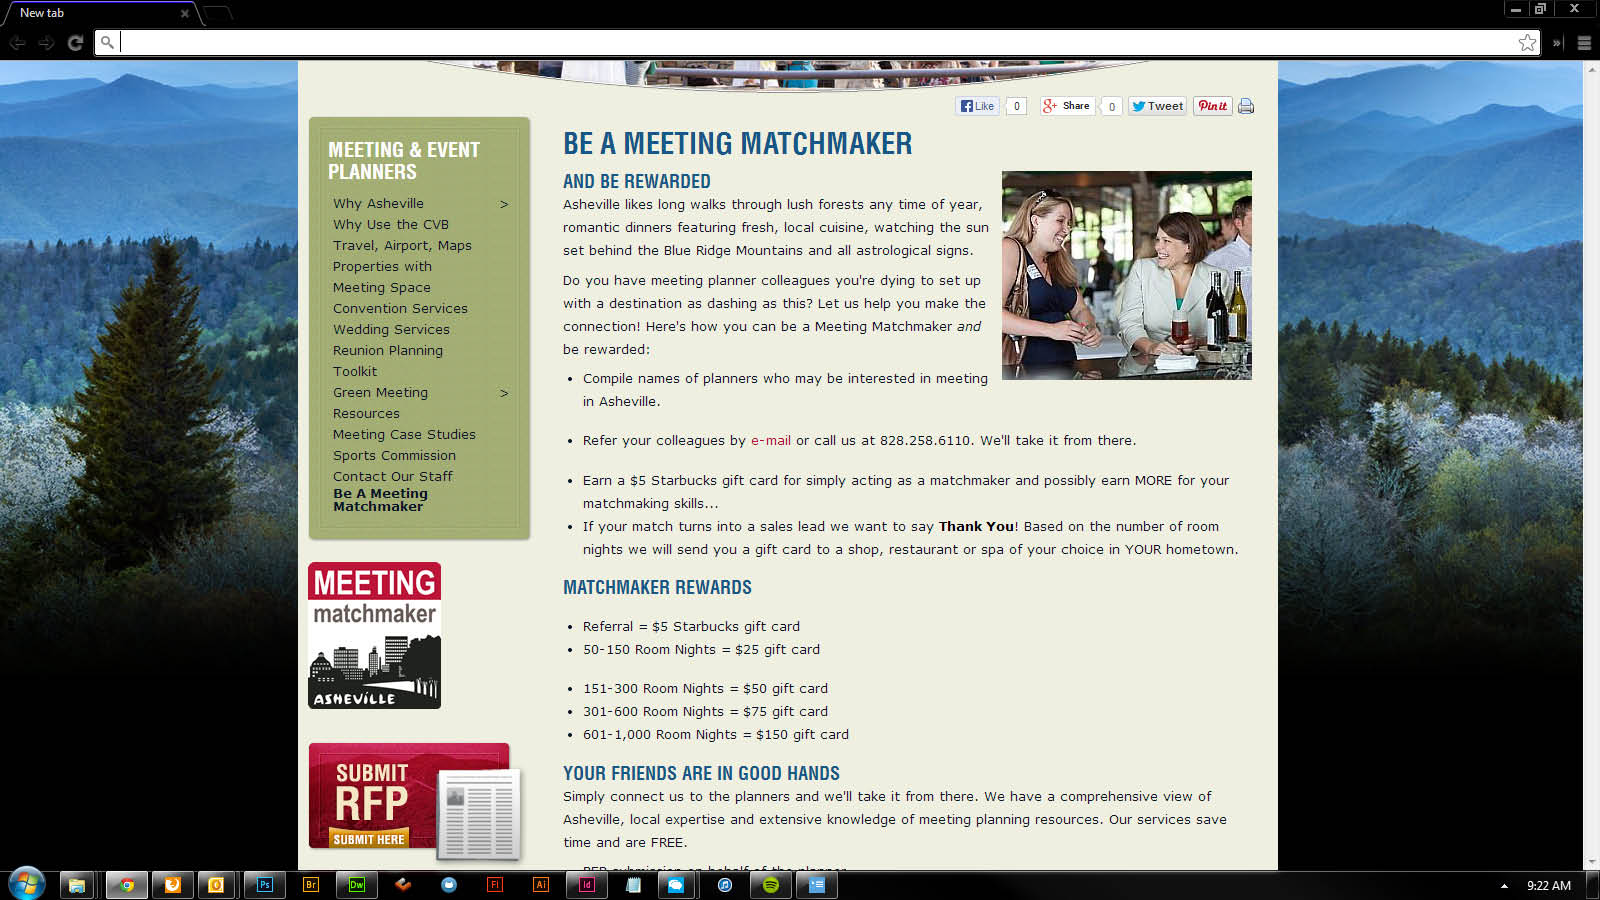 New tab
Like
0
Share
0
Tweet
Pin it
MEETING & EVENT
PLANNERS
Why Asheville >
Why Use the CVB
Travel, Airport, Maps
Properties with
Meeting Space
Convention Services
Wedding Services
Reunion Planning
Toolkit
Green Meeting >
Resources
Meeting Case Studies
Sports Commission
Contact Our Staff
Be A Meeting
Matchmaker
MEETING
matchmaker
ASHEVILLE
SUBMIT
RFP
SUBMIT HERE
BE A MEETING MATCHMAKER
AND BE REWARDED
Asheville likes long walks through lush forests any time of year,
romantic dinners featuring fresh, local cuisine, watching the sun
set behind the Blue Ridge Mountains and all astrological signs.
Do you have meeting planner colleagues you're dying to set up
with a destination as dashing as this? Let us help you make the
connection! Here's how you can be a Meeting Matchmaker and
be rewarded:
• Compile names of planners who may be interested in meeting
in Asheville.
• Refer your colleagues by e-mail or call us at 828.258.6110. We'll take it from there.
• Earn a $5 Starbucks gift card for simply acting as a matchmaker and possibly earn MORE for your
matchmaking skills...
• If your match turns into a sales lead we want to say Thank You! Based on the number of room
nights we will send you a gift card to a shop, restaurant or spa of your choice in YOUR hometown.
MATCHMAKER REWARDS
• Referral = $5 Starbucks gift card
• 50-150 Room Nights = $25 gift card
• 151-300 Room Nights = $50 gift card
• 301-600 Room Nights = $75 gift card
• 601-1,000 Room Nights = $150 gift card
YOUR FRIENDS ARE IN GOOD HANDS
Simply connect us to the planners and we'll take it from there. We have a comprehensive view of
Asheville, local expertise and extensive knowledge of meeting planning resources. Our services save
time and are FREE.
RFP submission on behalf of the planner
Ps
Br
Dw
Fl
Ai
Id
9:22 AM